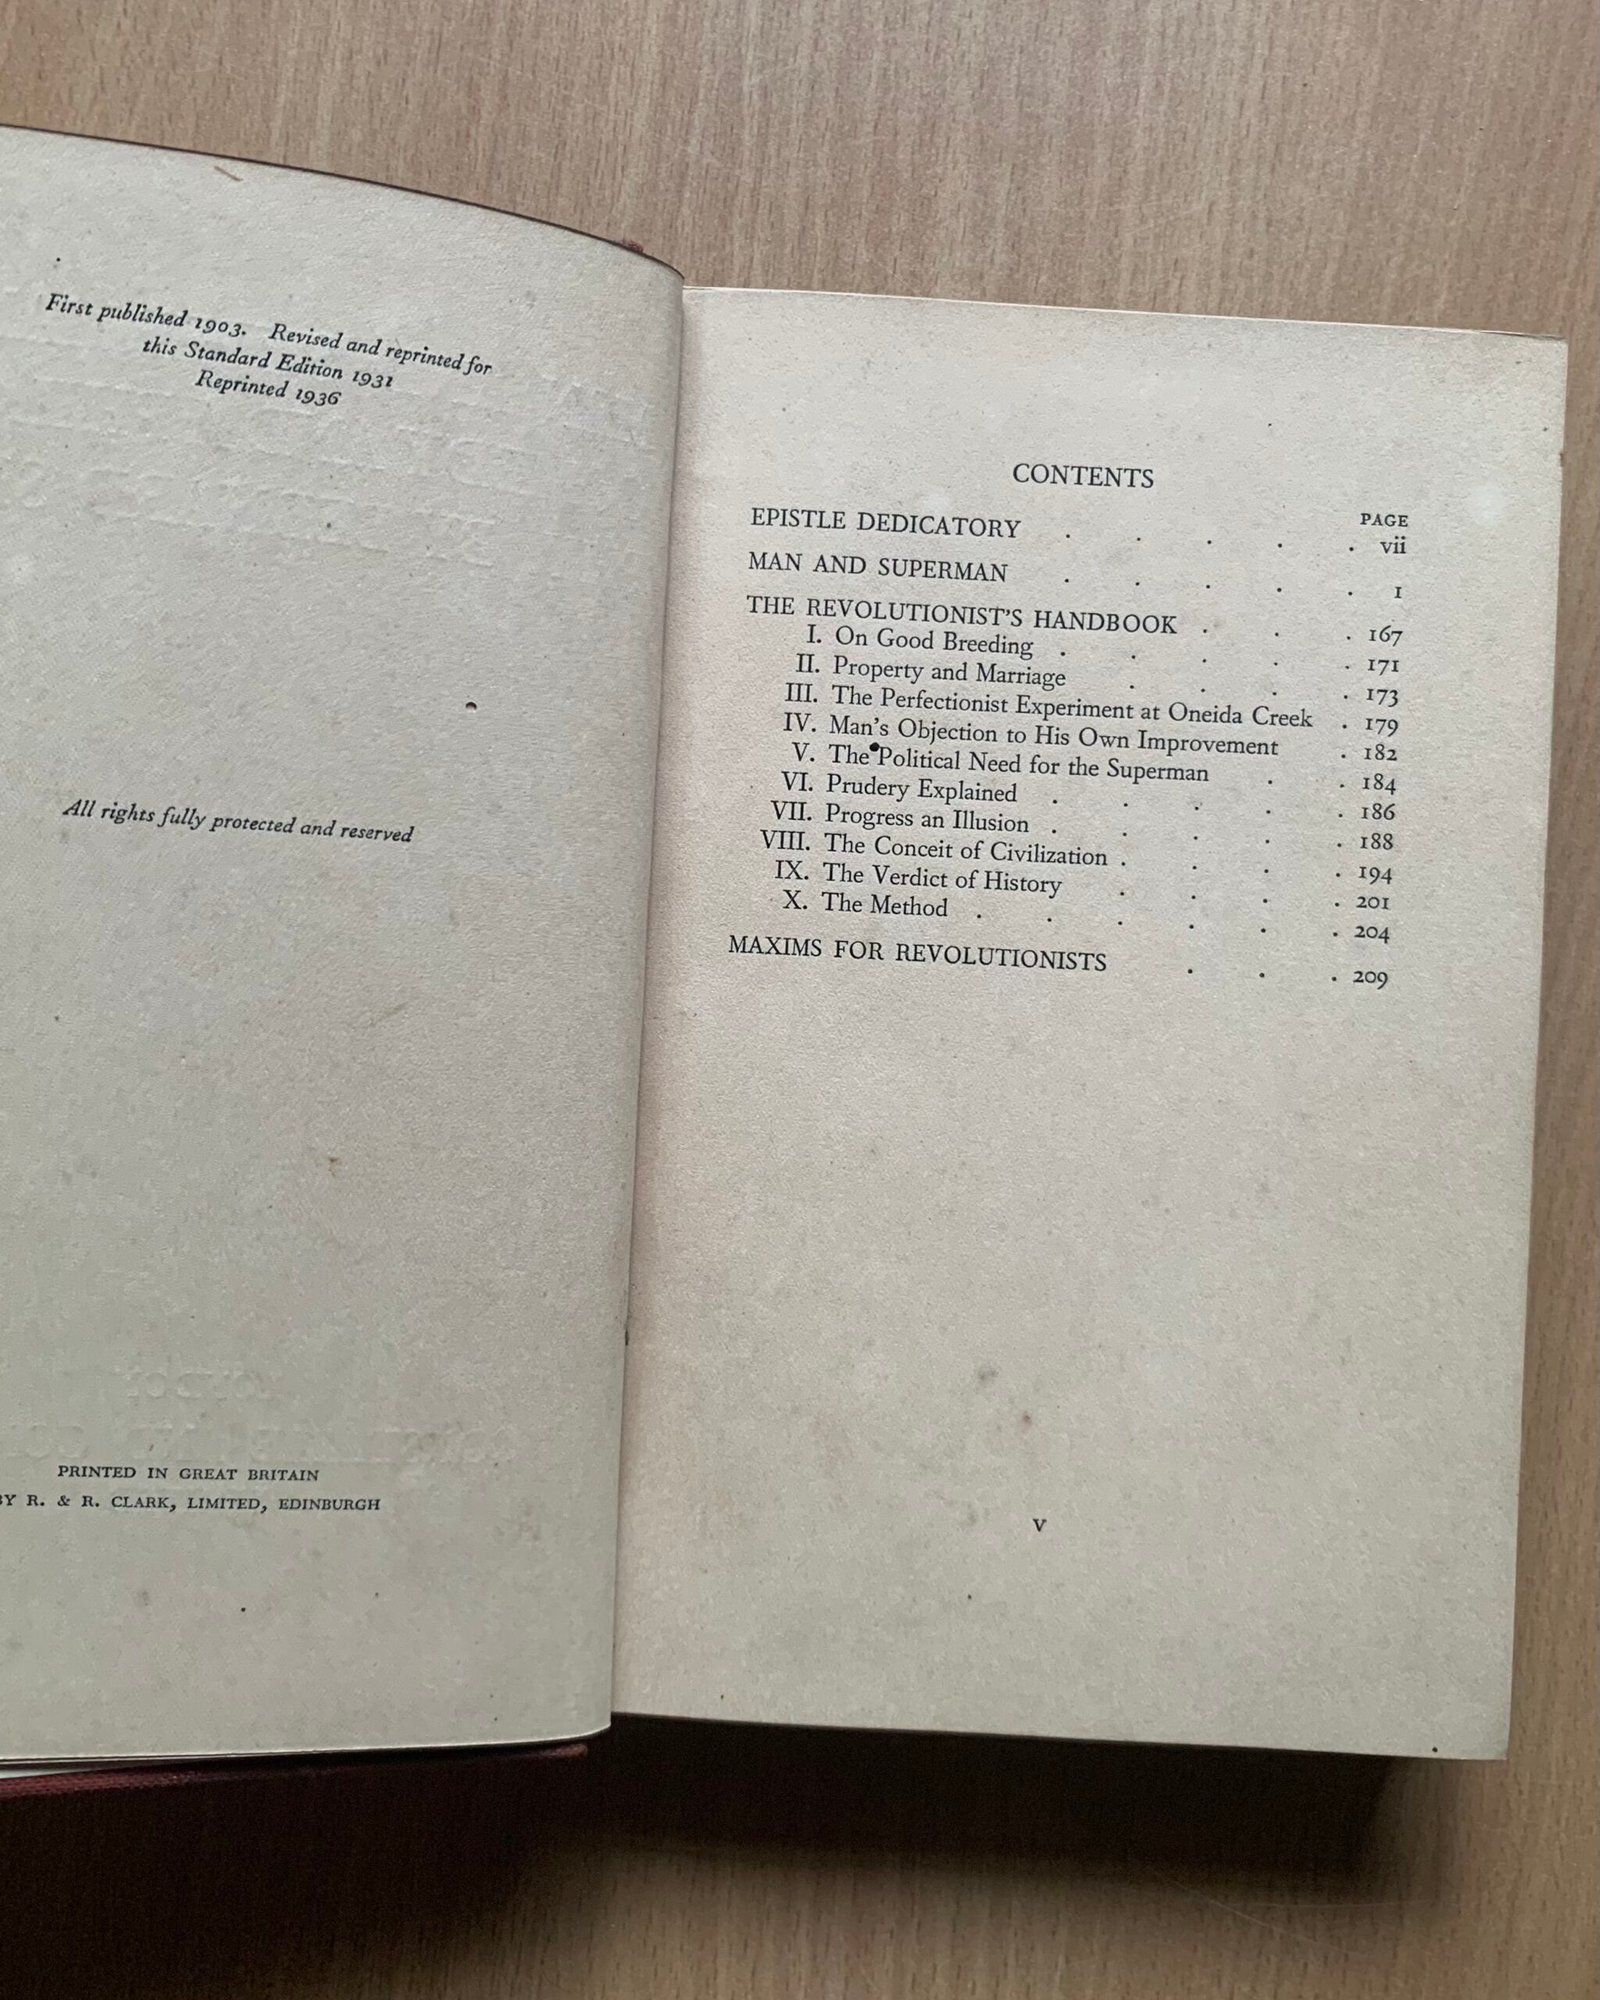 First published 1903. Revised and reprinted for
this Standard Edition 1931
Reprinted 1936
All rights fully protected and reserved
PRINTED IN GREAT BRITAIN
BY R. & R. CLARK, LIMITED, EDINBURGH
CONTENTS
PAGE
EPISTLE DEDICATORY . . . . . vii
MAN AND SUPERMAN . . . . . 1
THE REVOLUTIONIST'S HANDBOOK . . . 167
I. On Good Breeding . . . . . 171
II. Property and Marriage . . . . 173
III. The Perfectionist Experiment at Oneida Creek . 179
IV. Man's Objection to His Own Improvement . 182
V. The Political Need for the Superman . . 184
VI. Prudery Explained . . . . . 186
VII. Progress an Illusion . . . . . 188
VIII. The Conceit of Civilization . . . . 194
IX. The Verdict of History . . . . 201
X. The Method . . . . . . 204
MAXIMS FOR REVOLUTIONISTS . . . 209
v